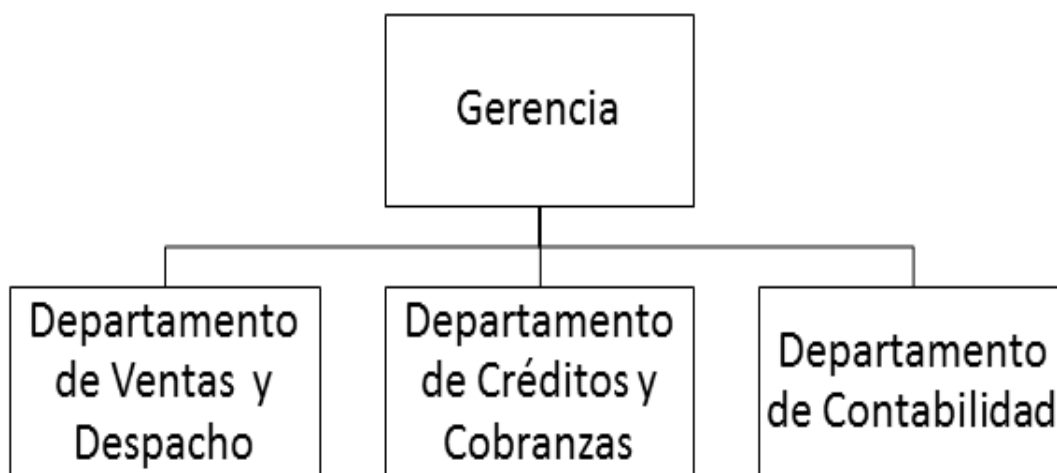 Gerencia
Departamento
de Ventas y
Despacho
Departamento
de Créditos y
Cobranzas
Departamento
de Contabilidad